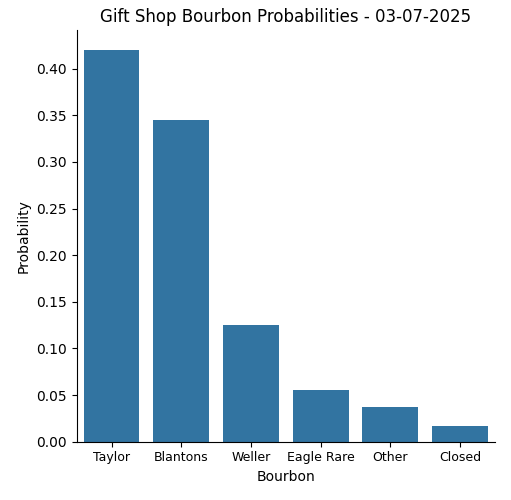 Gift Shop Bourbon Probabilities - 03-07-2025
0.40
0.35
0.30
0.25
0.20
0.15
0.10
0.05
0.00
Probability
Taylor Blantons Weller Eagle Rare Other Closed
Bourbon